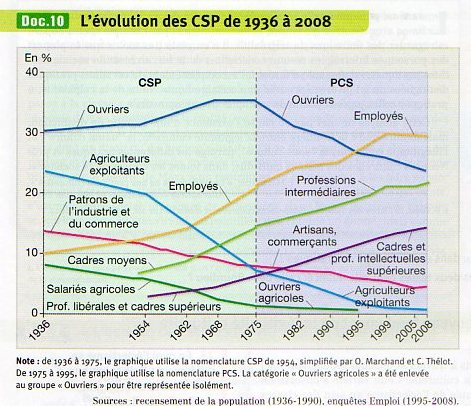 Doc.10 L'évolution des CSP de 1936 à 2008
En %
CSP
PCS
40
30
20
10
0
Ouvriers
Ouvriers
Employés
Agriculteurs
exploitants
Employés
Professions
intermédiaires
Patrons de
l'industrie et
du commerce
Artisans,
commerçants
Cadres moyens
Cadres et
prof. intellectuelles
supérieures
Salariés agricoles
Ouvriers
agricoles
Agriculteurs
exploitants
Prof. libérales et cadres supérieurs
1936
1954
1962
1968
1975
1982
1990
1995
1999
2005
2008
Note : de 1936 à 1975, le graphique utilise la nomenclature CSP de 1954, simplifiée par O. Marchand et C. Thélot.
De 1975 à 1995, le graphique utilise la nomenclature PCS. La catégorie « Ouvriers agricoles » a été enlevée
au groupe « Ouvriers » pour être représentée isolément.
Sources : recensement de la population (1936-1990), enquêtes Emploi (1995-2008).